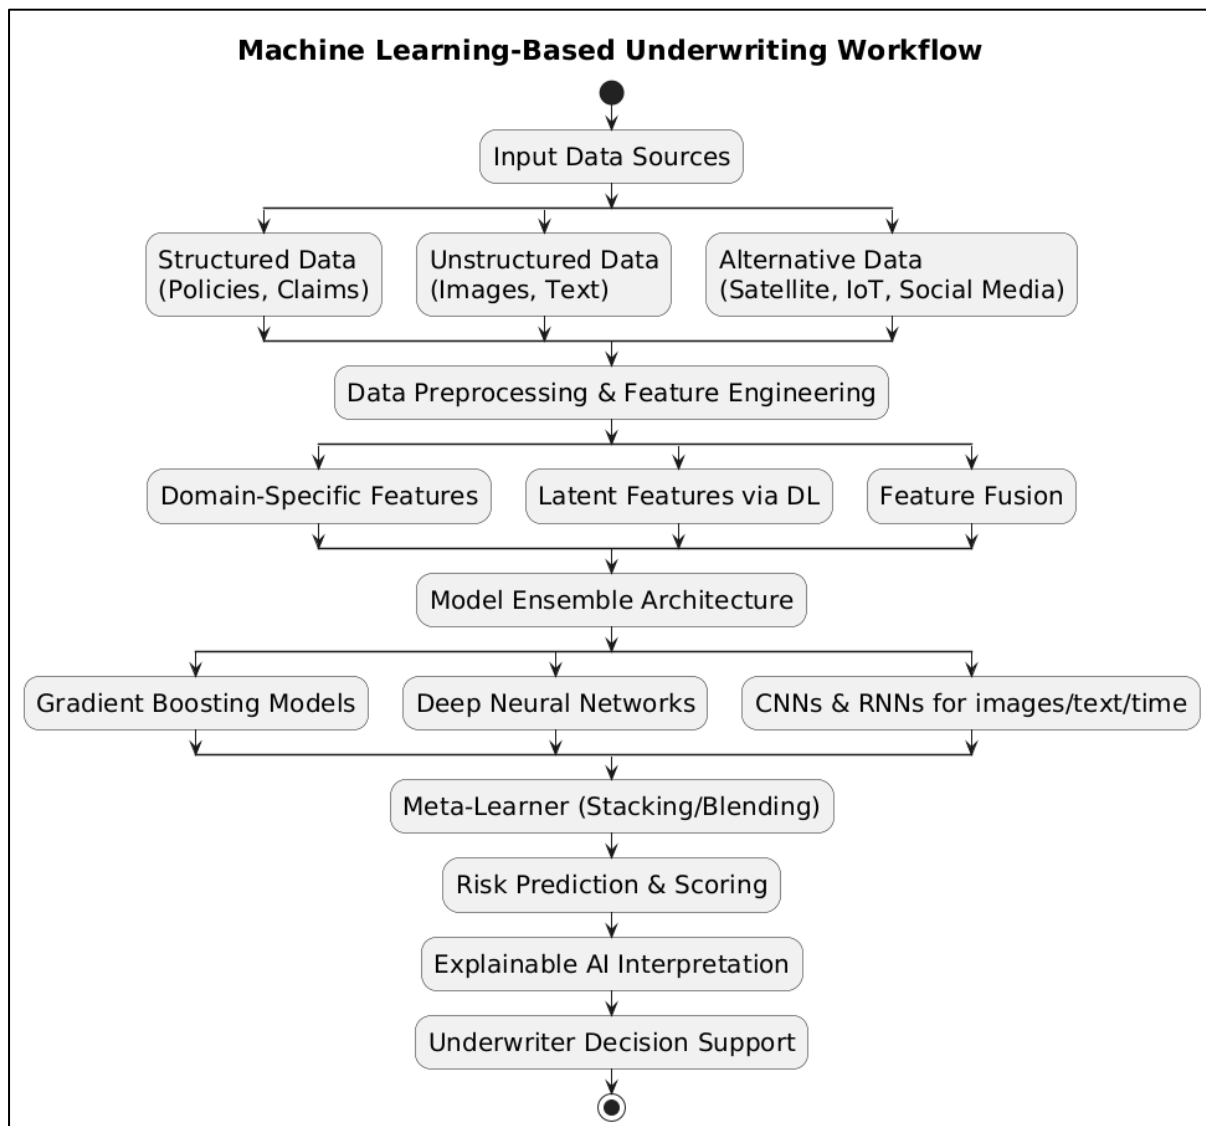 Machine Learning-Based Underwriting Workflow
Input Data Sources
Structured Data
(Policies, Claims)
Unstructured Data
(Images, Text)
Alternative Data
(Satellite, IoT, Social Media)
Data Preprocessing & Feature Engineering
Domain-Specific Features
Latent Features via DL
Feature Fusion
Model Ensemble Architecture
Gradient Boosting Models
Deep Neural Networks
CNNs & RNNs for images/text/time
Meta-Learner (Stacking/Blending)
Risk Prediction & Scoring
Explainable AI Interpretation
Underwriter Decision Support